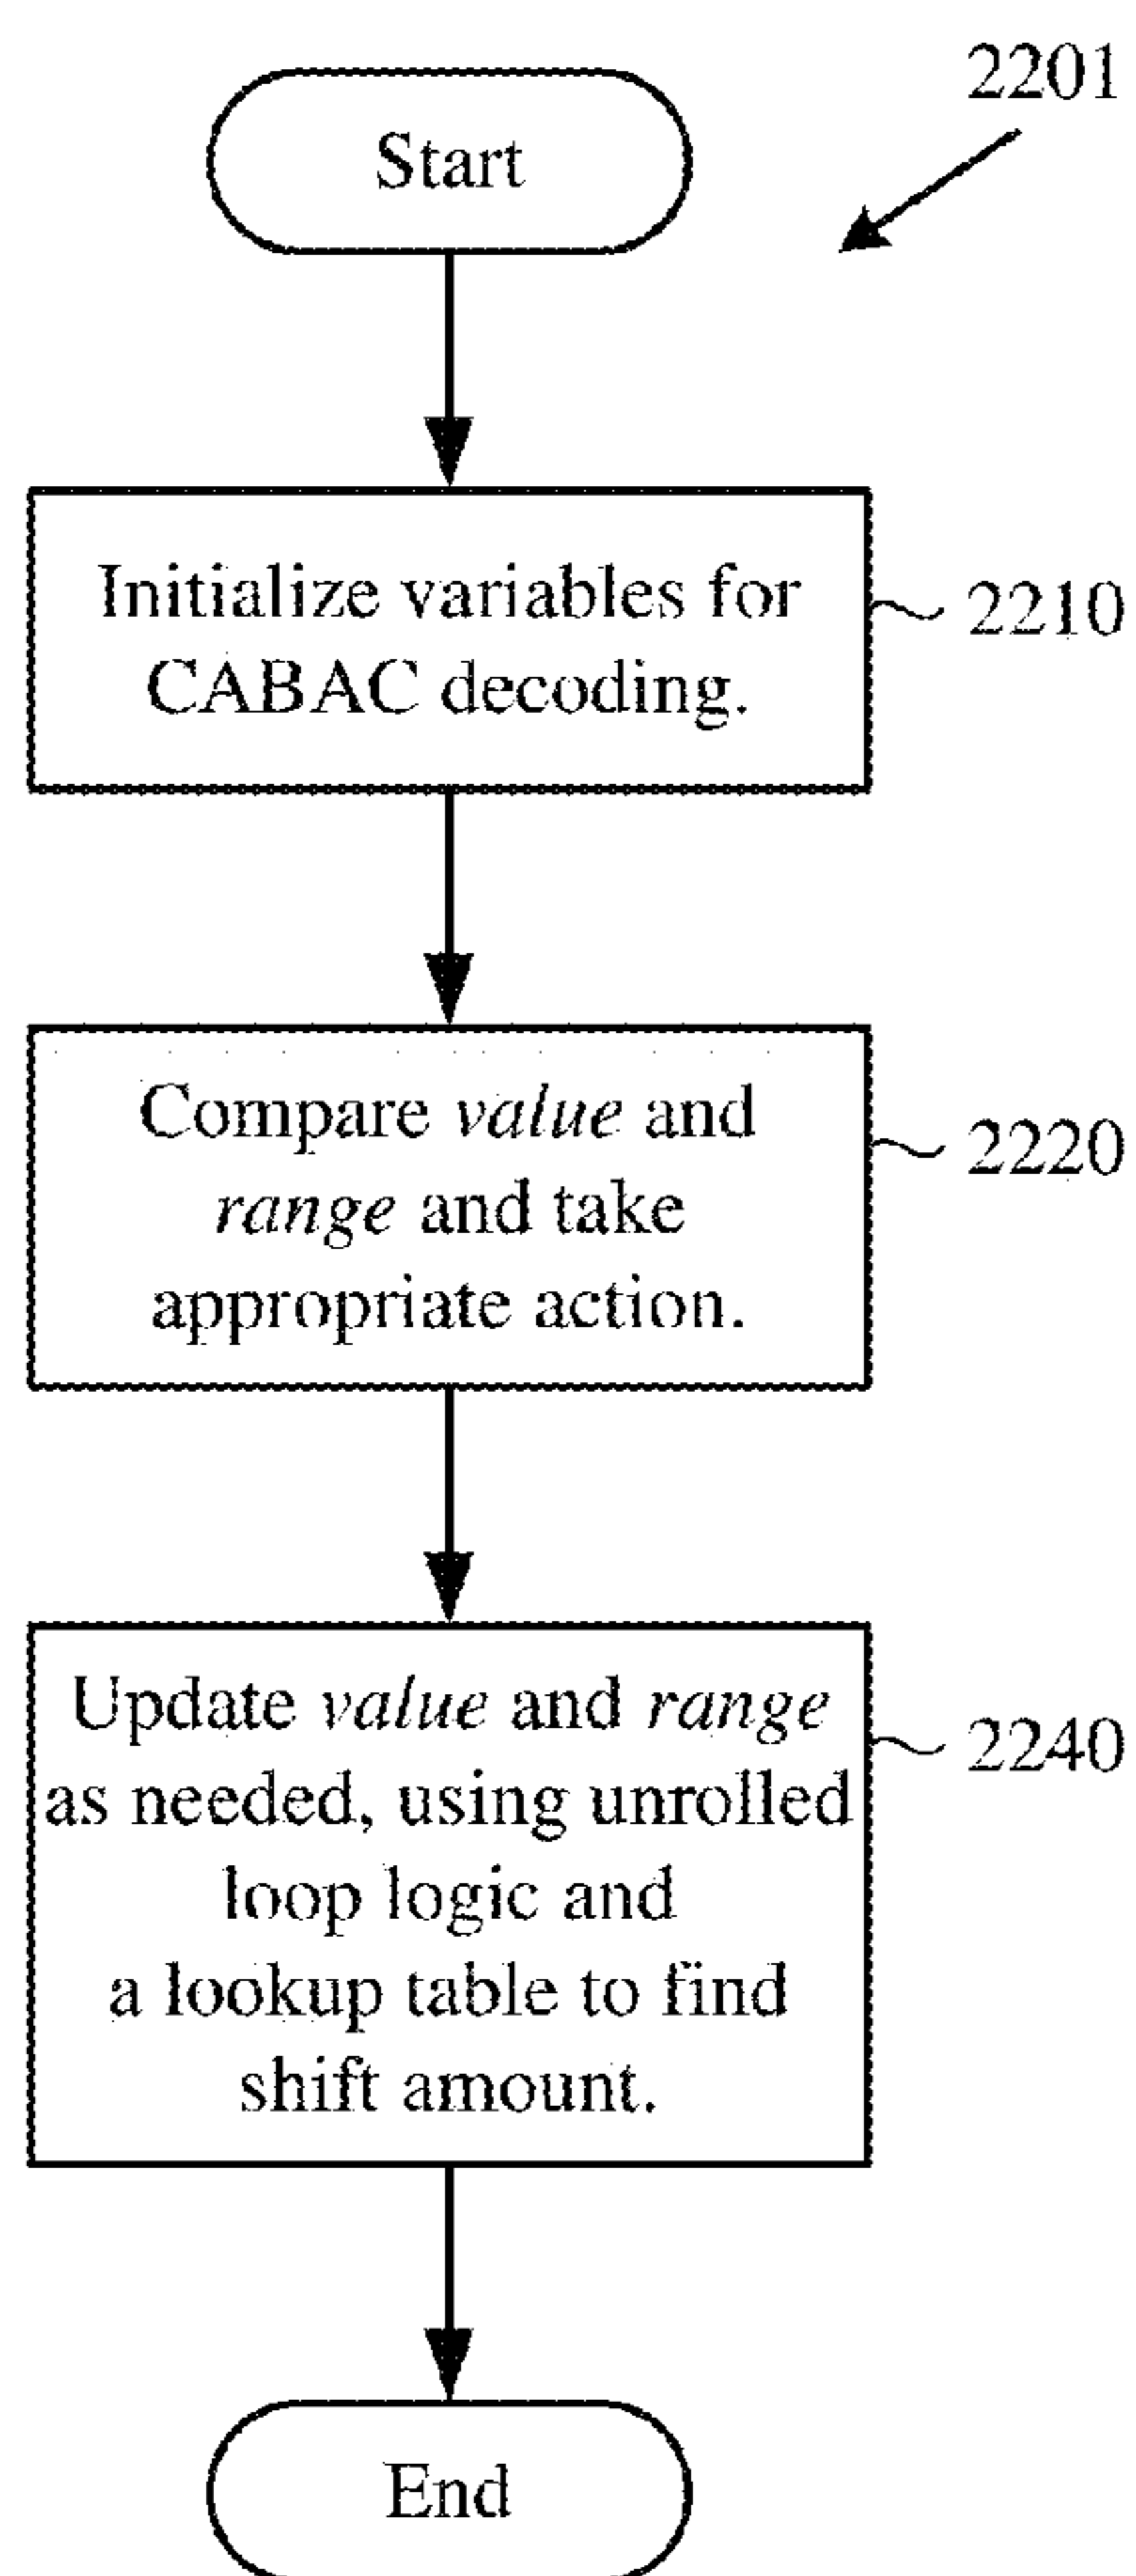 2201
Start
Initialize variables for
CABAC decoding.
2210
Compare value and
range and take
appropriate action.
2220
Update value and range
as needed, using unrolled
loop logic and
a lookup table to find
shift amount.
2240
End